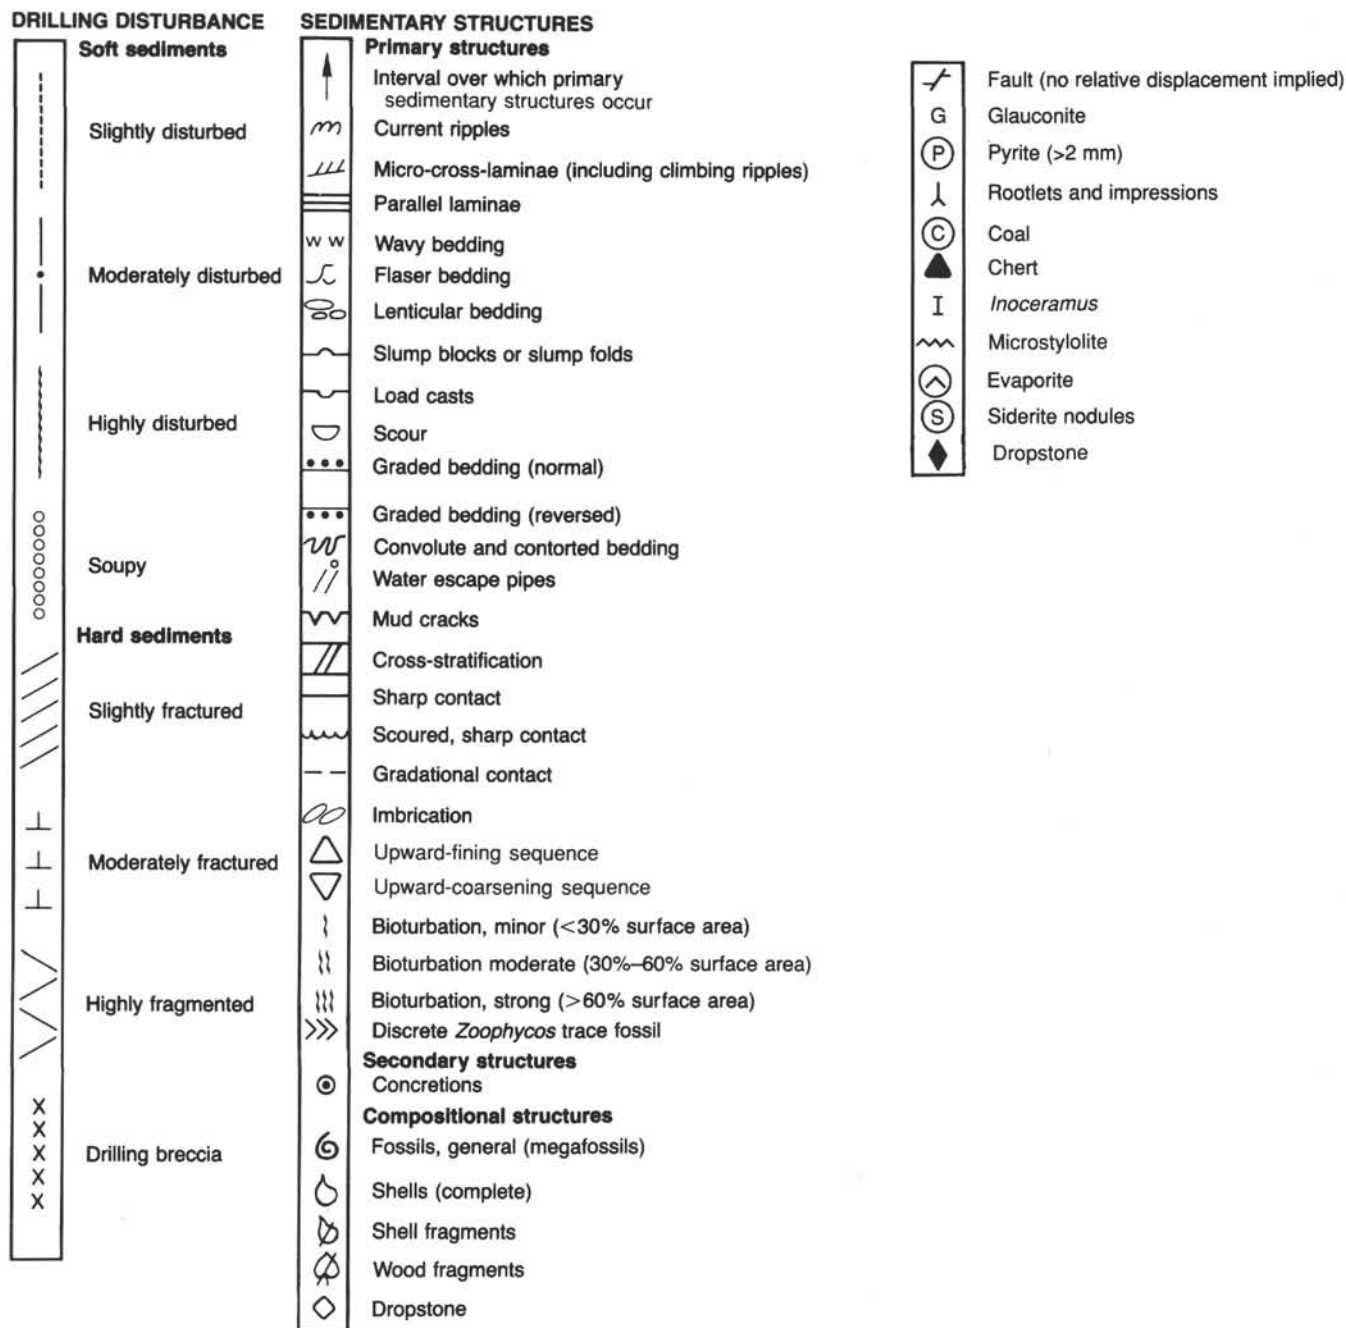 DRILLING DISTURBANCE
Soft sediments
Slightly disturbed
Moderately disturbed
Highly disturbed
Soupy
Hard sediments
Slightly fractured
Moderately fractured
Highly fragmented
X
X
X
X
X
Drilling breccia
SEDIMENTARY STRUCTURES
Primary structures
Interval over which primary
sedimentary structures occur
Current ripples
Micro-cross-laminae (including climbing ripples)
Parallel laminae
w w Wavy bedding
Flaser bedding
Lenticular bedding
Slump blocks or slump folds
Load casts
Scour
Graded bedding (normal)
Graded bedding (reversed)
Convolute and contorted bedding
Water escape pipes
Mud cracks
Cross-stratification
Sharp contact
Scoured, sharp contact
Gradational contact
Imbrication
Upward-fining sequence
Upward-coarsening sequence
Bioturbation, minor (<30% surface area)
Bioturbation moderate (30%–60% surface area)
Bioturbation, strong (>60% surface area)
Discrete Zoophycos trace fossil
Secondary structures
Concretions
Compositional structures
Fossils, general (megafossils)
Shells (complete)
Shell fragments
Wood fragments
Dropstone
Fault (no relative displacement implied)
G Glauconite
P Pyrite (>2 mm)
Rootlets and impressions
C Coal
Chert
I Inoceramus
Microstylolite
Evaporite
S Siderite nodules
Dropstone